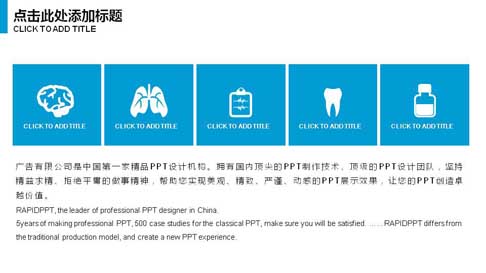 点击此处添加标题
CLICK TO ADD TITLE
CLICK TO ADD TITLE CLICK TO ADD TITLE CLICK TO ADD TITLE CLICK TO ADD TITLE CLICK TO ADD TITLE
广告有限公司是中国第一家精品PPT设计机构。拥有国内顶尖的PPT制作技术、顶级的PPT设计团队，坚持
精益求精、拒绝平庸的做事精神，帮助您实现美观、精致、严谨、动感的PPT展示效果，让您的PPT创造卓
越价值。
RAPIDPPT, the leader of professional PPT designer in China.
5years of making professional PPT, 500 case studies for the classical PPT, make sure you will be satisfied. …… RAPIDPPT differs from
the traditional production model, and create a new PPT experience.